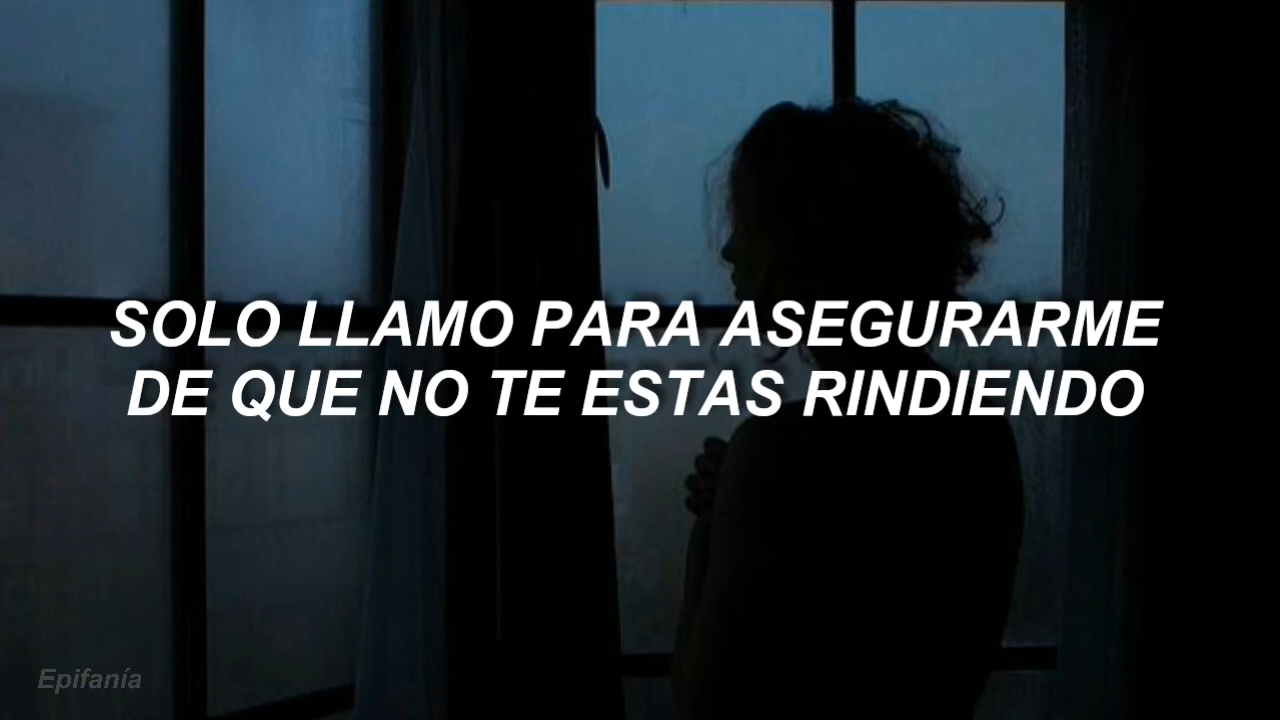 SOLO LLAMO PARA ASEGURARME
DE QUE NO TE ESTAS RINDIENDO
Epifanía